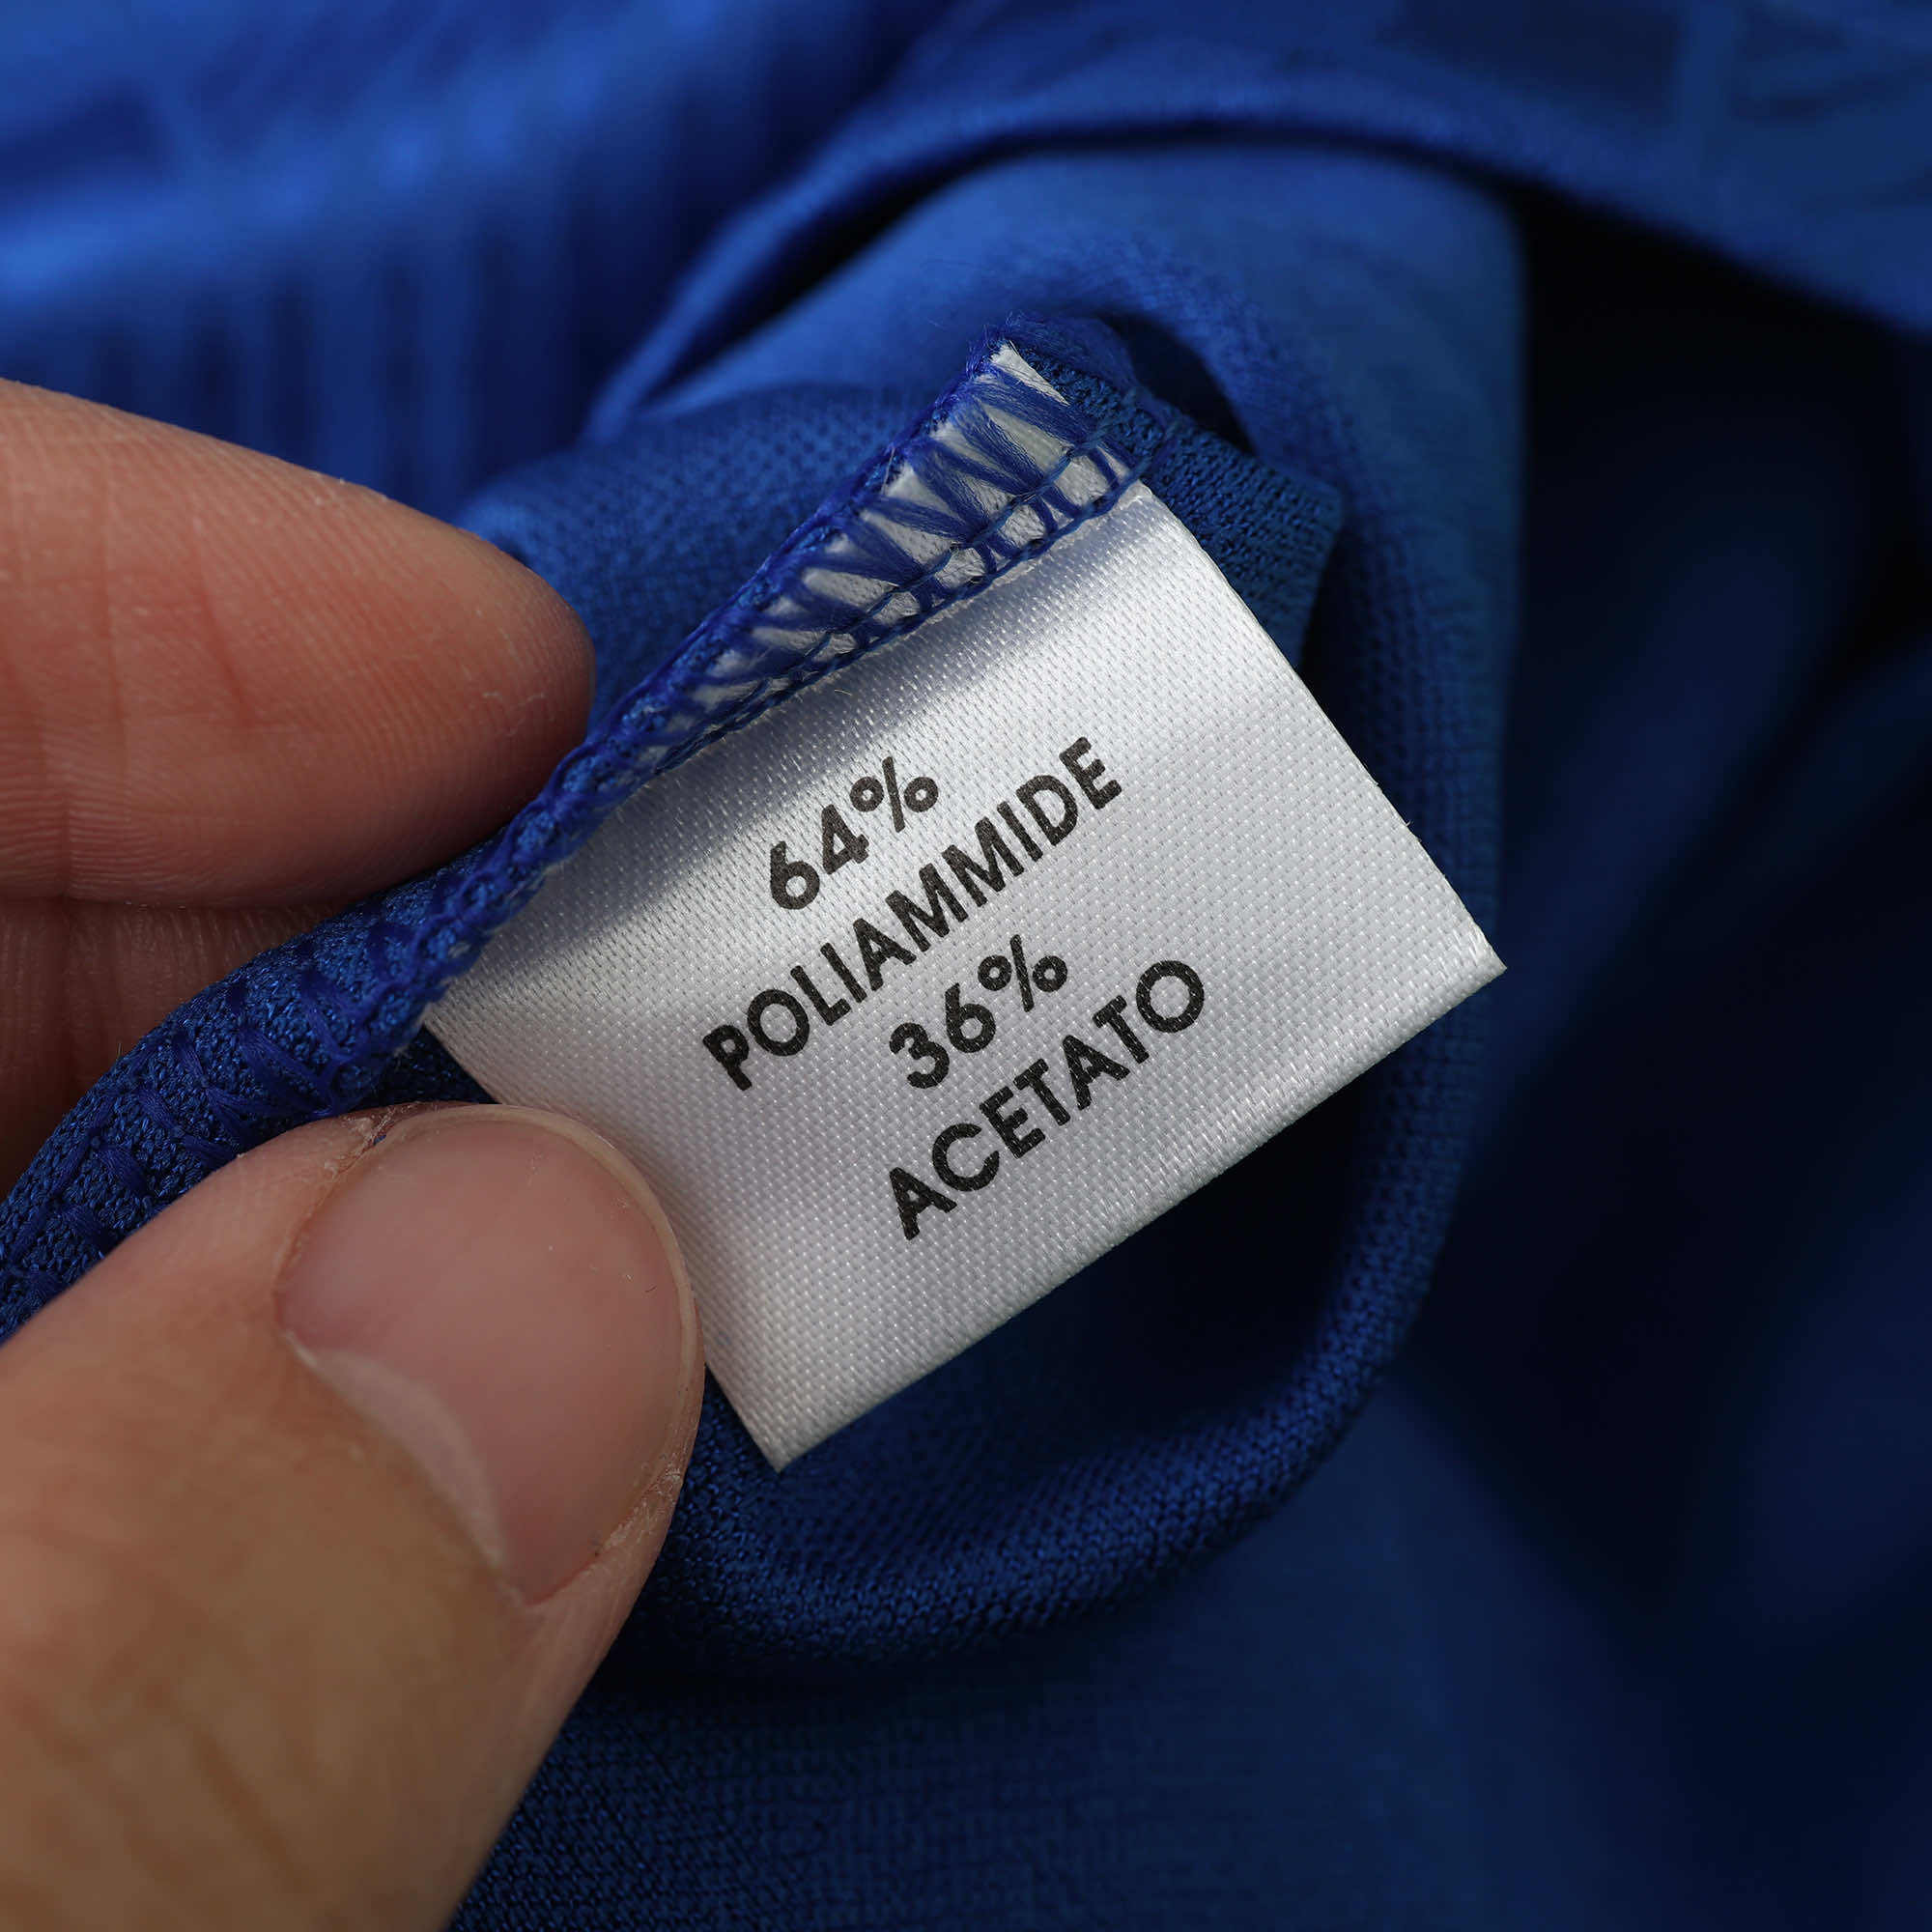 64%
POLIAMMIDE
36%
ACETATO